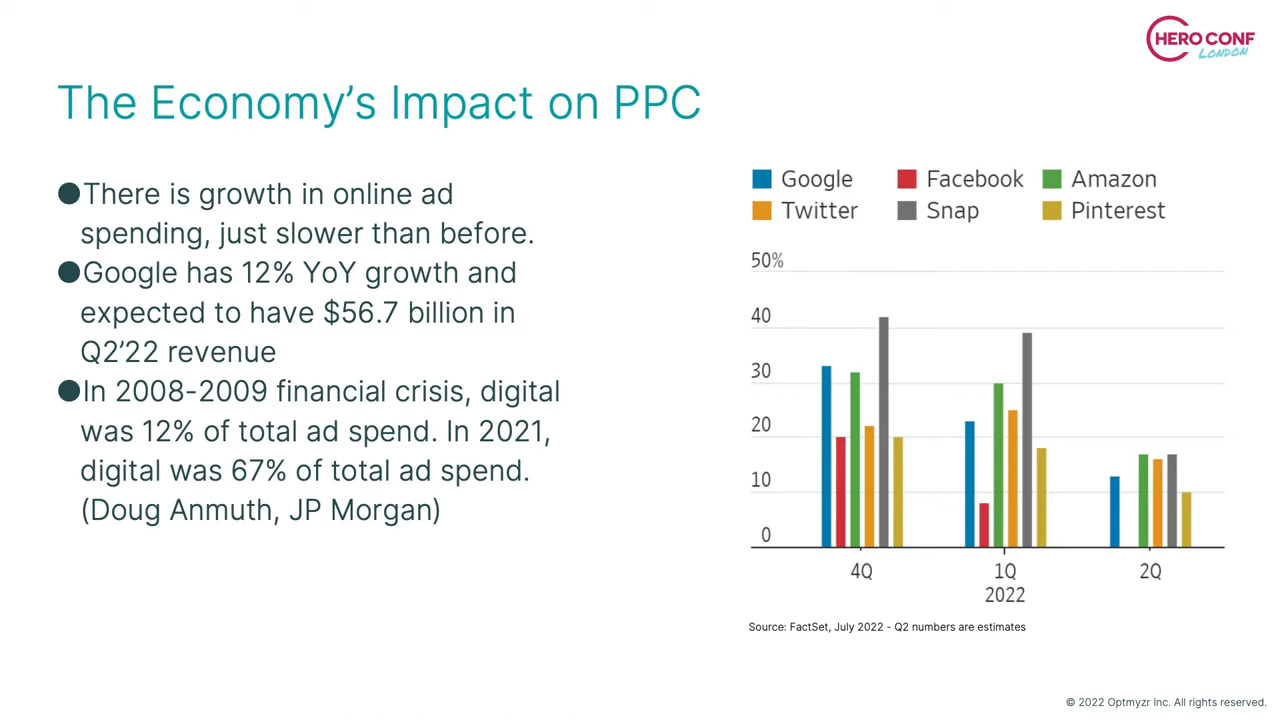 HERO CONF
LONDON
The Economy’s Impact on PPC
●There is growth in online ad
spending, just slower than before.
●Google has 12% YoY growth and
expected to have $56.7 billion in
Q2’22 revenue
●In 2008-2009 financial crisis, digital
was 12% of total ad spend. In 2021,
digital was 67% of total ad spend.
(Doug Anmuth, JP Morgan)
Google Facebook Amazon
Twitter Snap Pinterest
50%
40
30
20
10
0
4Q 1Q 2Q
2022
Source: FactSet, July 2022 - Q2 numbers are estimates
© 2022 Optmyzr Inc. All rights reserved.